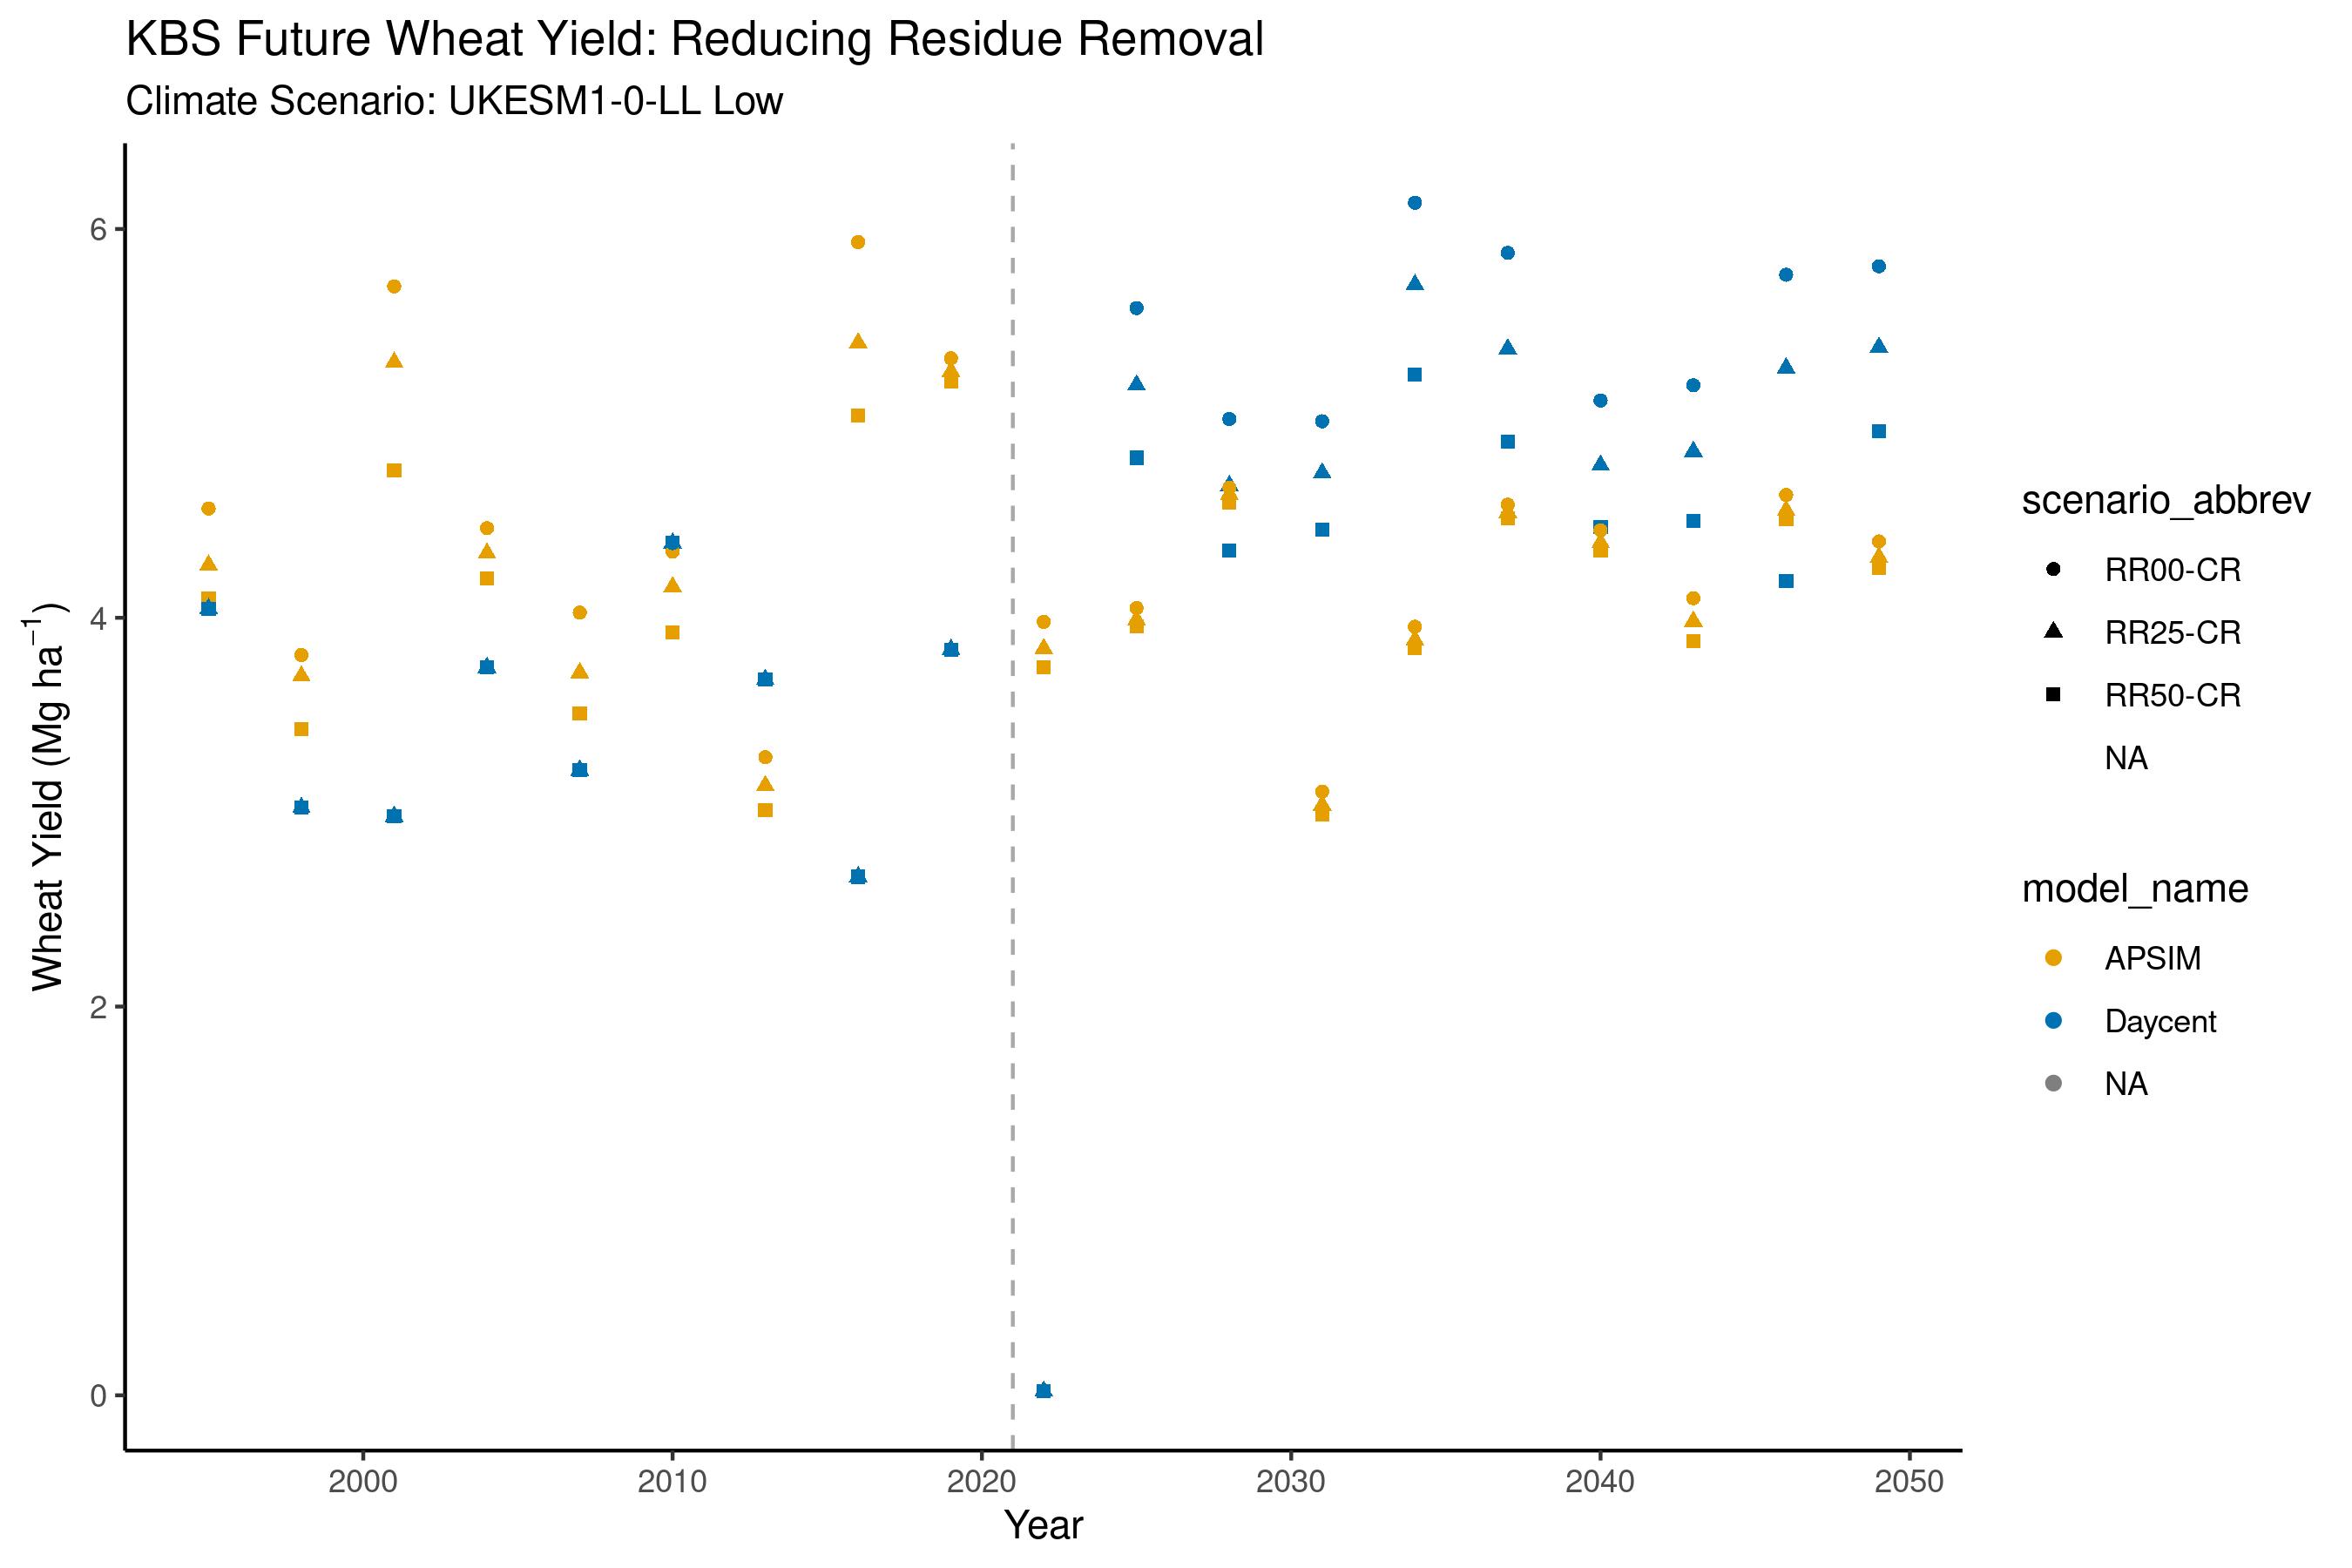 KBS Future Wheat Yield: Reducing Residue Removal
Climate Scenario: UKESM1-0-LL Low
Wheat Yield (Mg ha⁻¹)
6
4
2
0
2000 2010 2020 2030 2040 2050
Year
scenario_abbrev
RR00-CR
RR25-CR
RR50-CR
NA
model_name
APSIM
Daycent
NA